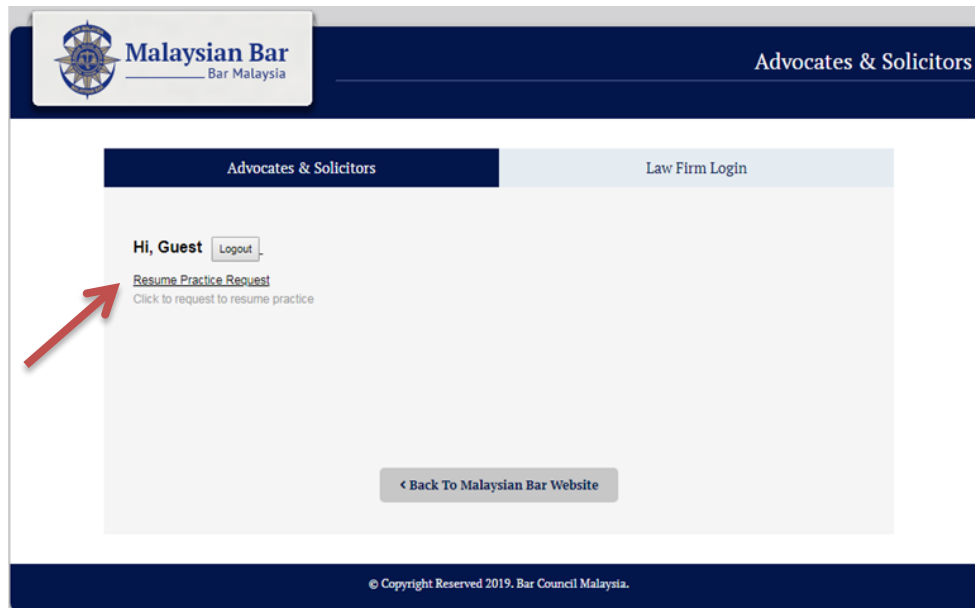 Malaysian Bar
Bar Malaysia
Advocates & Solicitors
Advocates & Solicitors
Law Firm Login
Hi, Guest Logout
Resume Practice Request
Click to request to resume practice
‹ Back To Malaysian Bar Website
© Copyright Reserved 2019. Bar Council Malaysia.